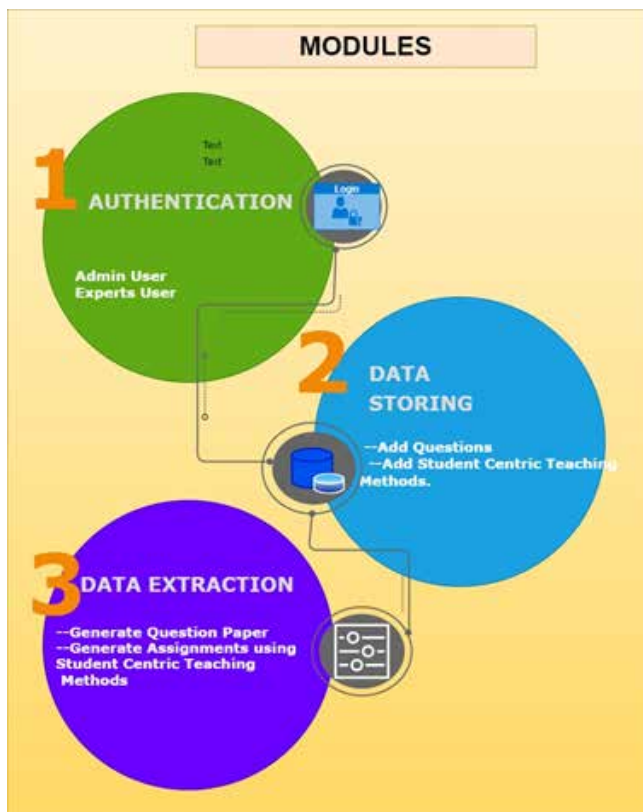 MODULES
Text
Text
1
AUTHENTICATION
Login
Admin User
Experts User
2
DATA
STORING
--Add Questions
--Add Student Centric Teaching
Methods.
3
DATA EXTRACTION
--Generate Question Paper
--Generate Assignments using
Student Centric Teaching
Methods